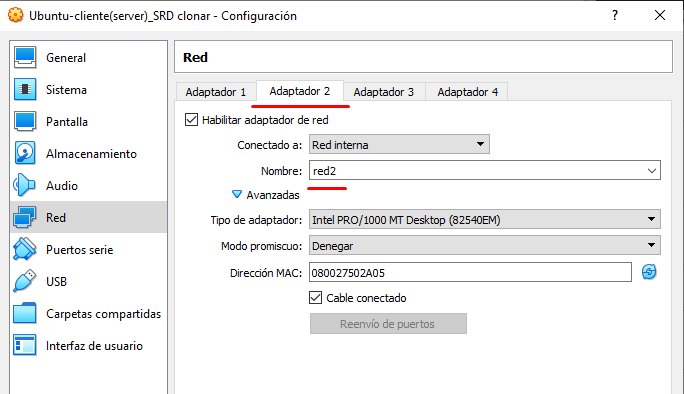 Ubuntu-cliente(server)_SRD clonar - Configuración
General
Sistema
Pantalla
Almacenamiento
Audio
Red
Puertos serie
USB
Carpetas compartidas
Interfaz de usuario
Red
Adaptador 1 Adaptador 2 Adaptador 3 Adaptador 4
Habilitar adaptador de red
Conectado a: Red interna
Nombre: red2
Avanzadas
Tipo de adaptador: Intel PRO/1000 MT Desktop (82540EM)
Modo promiscuo: Denegar
Dirección MAC: 080027502A05
Cable conectado
Reenvío de puertos